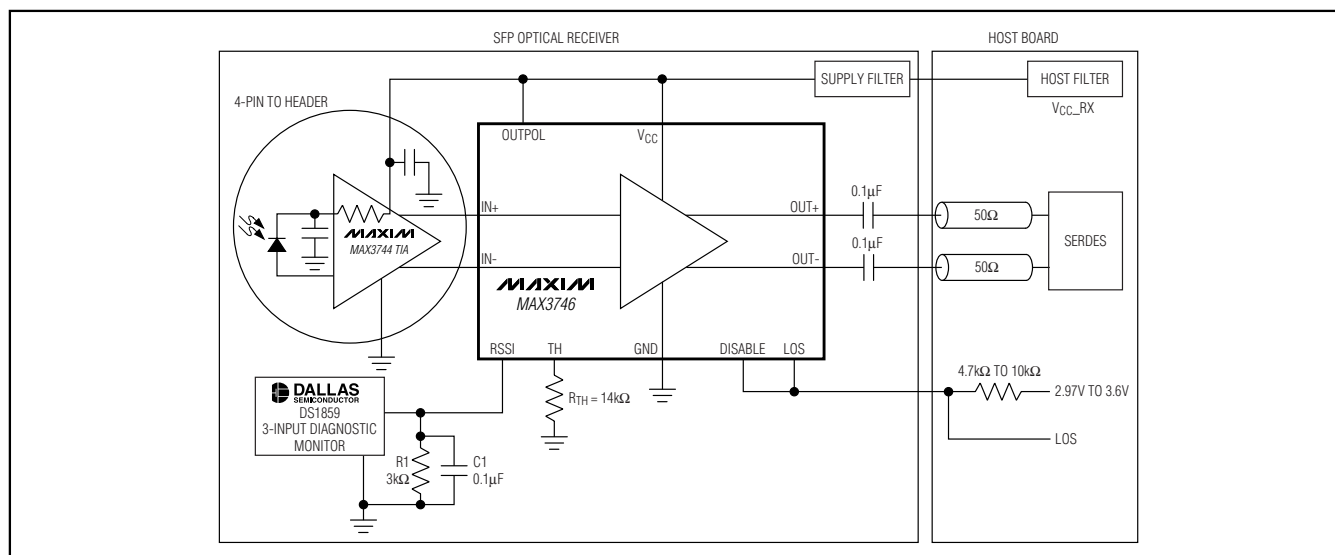 SFP OPTICAL RECEIVER
HOST BOARD
SUPPLY FILTER
HOST FILTER
VCC_RX
4-PIN TO HEADER
OUTPOL
VCC
MAXIM
MAX3744 TIA
IN+
IN-
MAXIM
MAX3746
OUT+
OUT-
0.1µF
0.1µF
50Ω
50Ω
SERDES
RSSI
TH
GND
DISABLE
LOS
RTH = 14kΩ
4.7kΩ TO 10kΩ
2.97V TO 3.6V
LOS
DALLAS
SEMICONDUCTOR
DS1859
3-INPUT DIAGNOSTIC
MONITOR
R1
3kΩ
C1
0.1µF